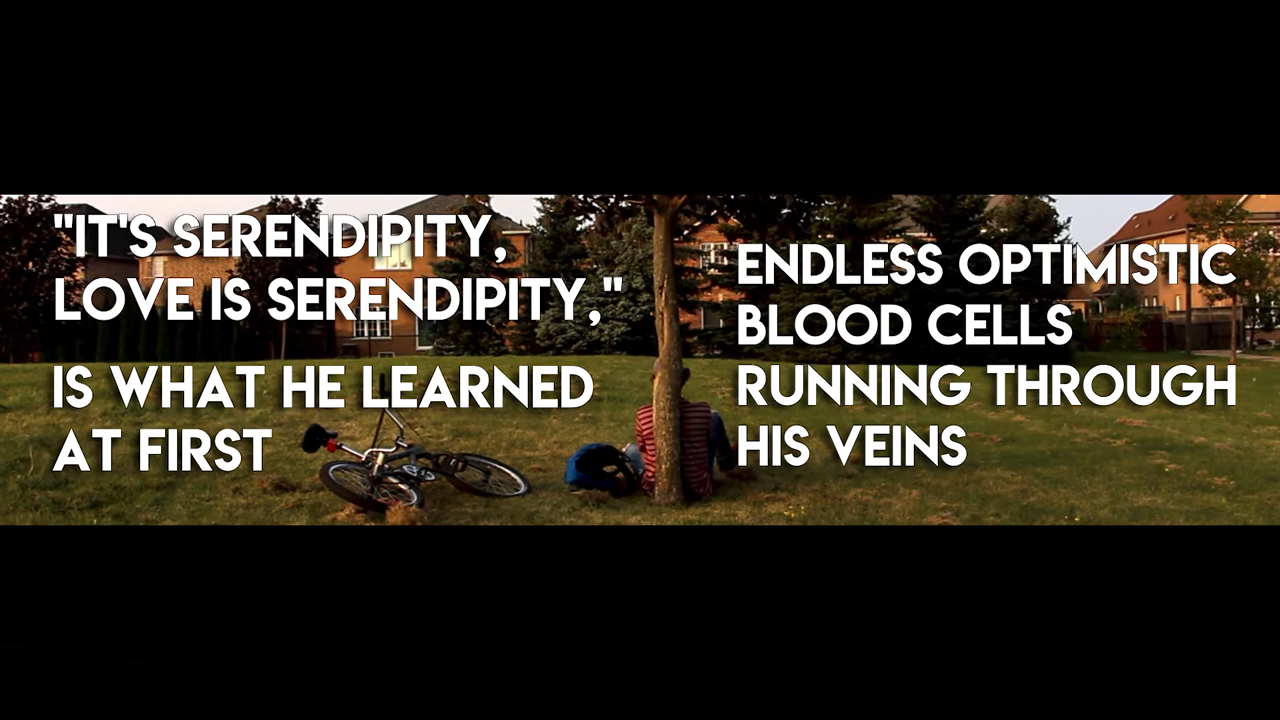 "IT'S SERENDIPITY,
LOVE IS SERENDIPITY,"
IS WHAT HE LEARNED
AT FIRST
ENDLESS OPTIMISTIC
BLOOD CELLS
RUNNING THROUGH
HIS VEINS